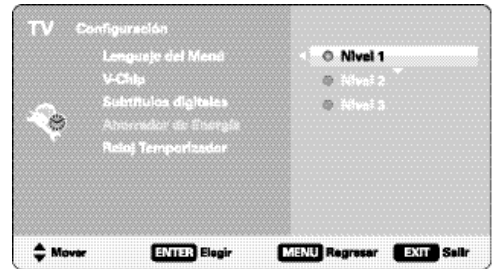 TV Configuración
Lenguaje del Menú
V-Chip
Subtítulos digitales
Ahorrador de Energía
Reloj Temporizador
Nivel 1
Nivel 2
Nivel 3
Mover ENTER Elegir MENU Regresar EXIT Salir